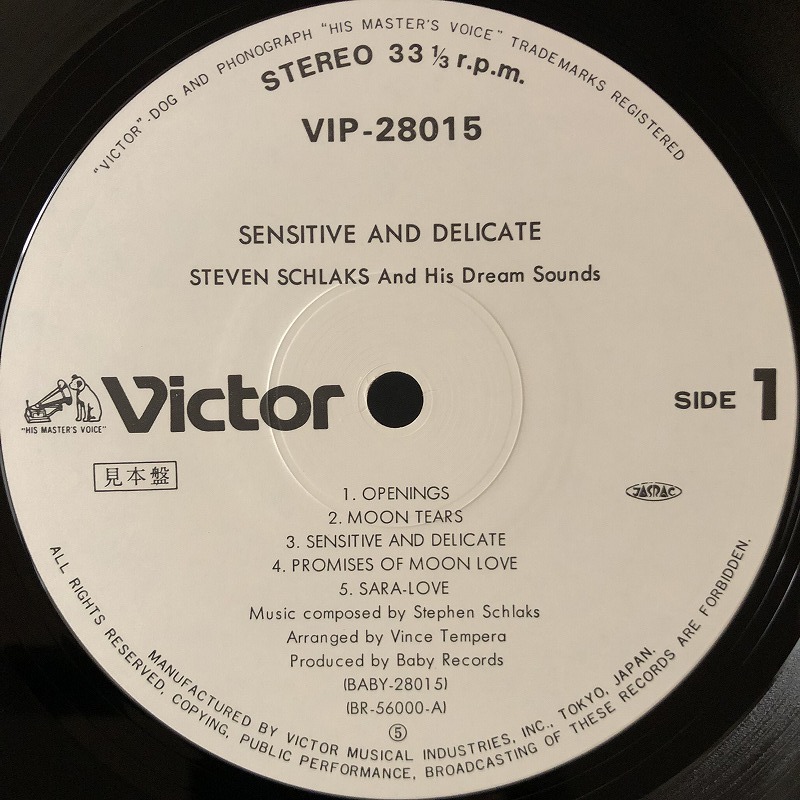 "VICTOR"-DOG AND PHONOGRAPH "HIS MASTER'S VOICE" TRADEMARKS REGISTERED
STEREO 33 1/3 r.p.m.
VIP-28015
SENSITIVE AND DELICATE
STEVEN SCHLAKS And His Dream Sounds
Victor
"HIS MASTER'S VOICE"
SIDE 1
見本盤
JASRAC
1. OPENINGS
2. MOON TEARS
3. SENSITIVE AND DELICATE
4. PROMISES OF MOON LOVE
5. SARA-LOVE
Music composed by Stephen Schlaks
Arranged by Vince Tempera
Produced by Baby Records
(BABY-28015)
(BR-56000-A)
⑤
MANUFACTURED BY VICTOR MUSICAL INDUSTRIES, INC., TOKYO, JAPAN.
ALL RIGHTS RESERVED, COPYING, PUBLIC PERFORMANCE, BROADCASTING OF THESE RECORDS ARE FORBIDDEN.